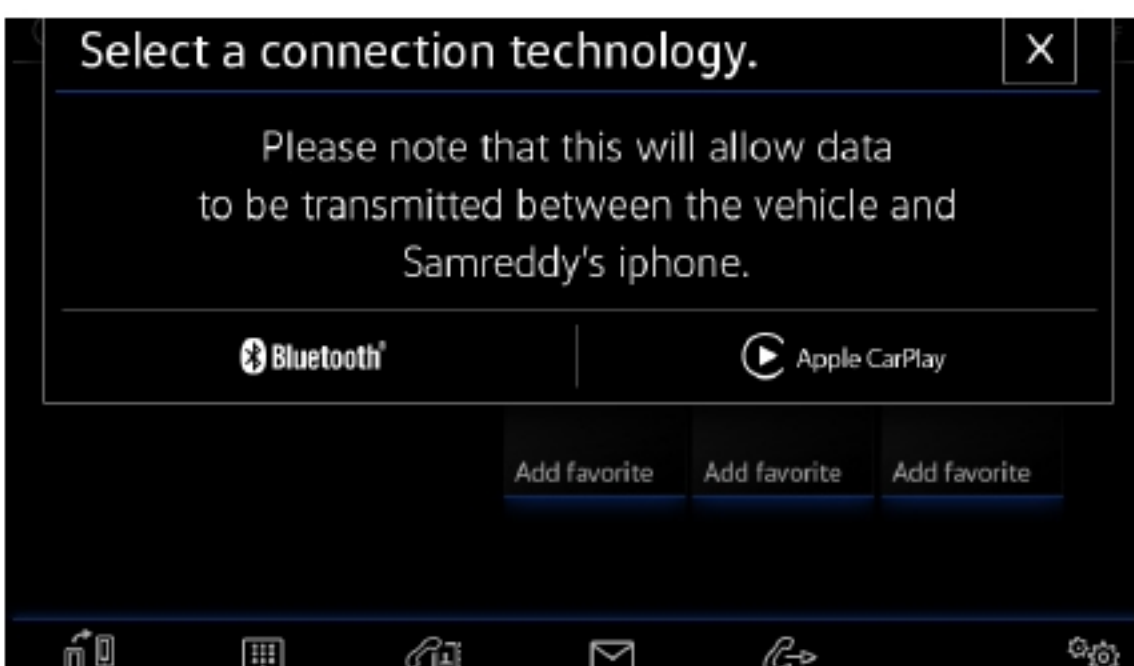 Select a connection technology.
X
Please note that this will allow data
to be transmitted between the vehicle and
Samreddy's iphone.
Bluetooth®
Apple CarPlay
Add favorite
Add favorite
Add favorite